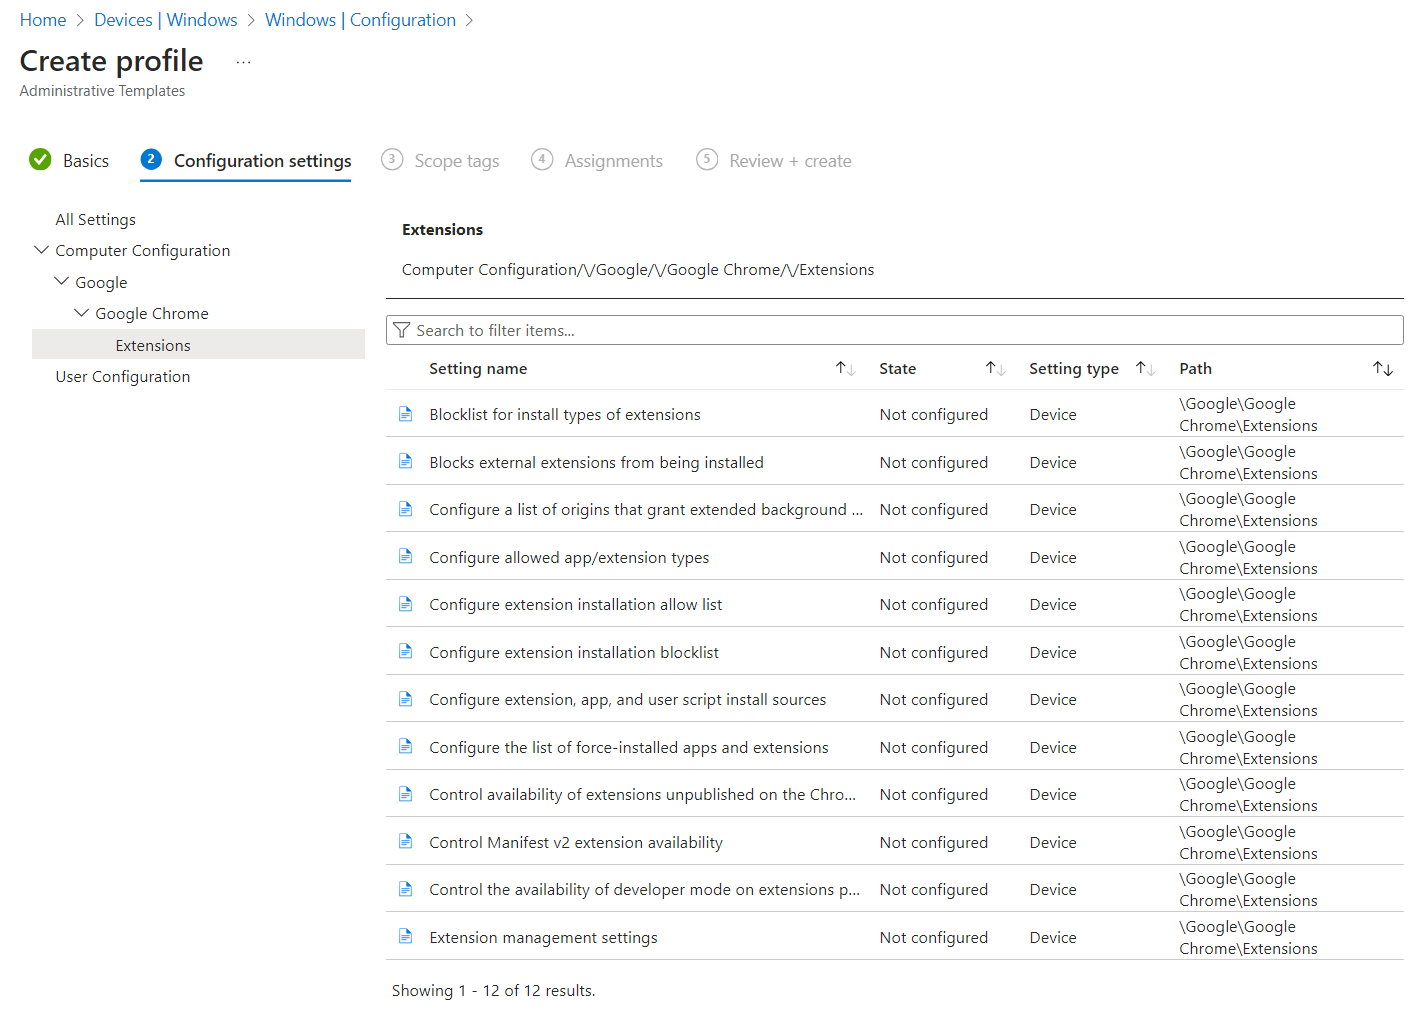 Home > Devices | Windows > Windows | Configuration >
Create profile ...
Administrative Templates
Basics 2 Configuration settings 3 Scope tags 4 Assignments 5 Review + create
All Settings
Computer Configuration
Google
Google Chrome
Extensions
User Configuration
Extensions
Computer Configuration/\/Google/\/Google Chrome/\/Extensions
Search to filter items...
Setting name ↑↓ State ↑↓ Setting type ↑↓ Path ↑↓
Blocklist for install types of extensions Not configured Device \Google\Google
Chrome\Extensions
Blocks external extensions from being installed Not configured Device \Google\Google
Chrome\Extensions
Configure a list of origins that grant extended background ... Not configured Device \Google\Google
Chrome\Extensions
Configure allowed app/extension types Not configured Device \Google\Google
Chrome\Extensions
Configure extension installation allow list Not configured Device \Google\Google
Chrome\Extensions
Configure extension installation blocklist Not configured Device \Google\Google
Chrome\Extensions
Configure extension, app, and user script install sources Not configured Device \Google\Google
Chrome\Extensions
Configure the list of force-installed apps and extensions Not configured Device \Google\Google
Chrome\Extensions
Control availability of extensions unpublished on the Chro... Not configured Device \Google\Google
Chrome\Extensions
Control Manifest v2 extension availability Not configured Device \Google\Google
Chrome\Extensions
Control the availability of developer mode on extensions p... Not configured Device \Google\Google
Chrome\Extensions
Extension management settings Not configured Device \Google\Google
Chrome\Extensions
Showing 1 - 12 of 12 results.